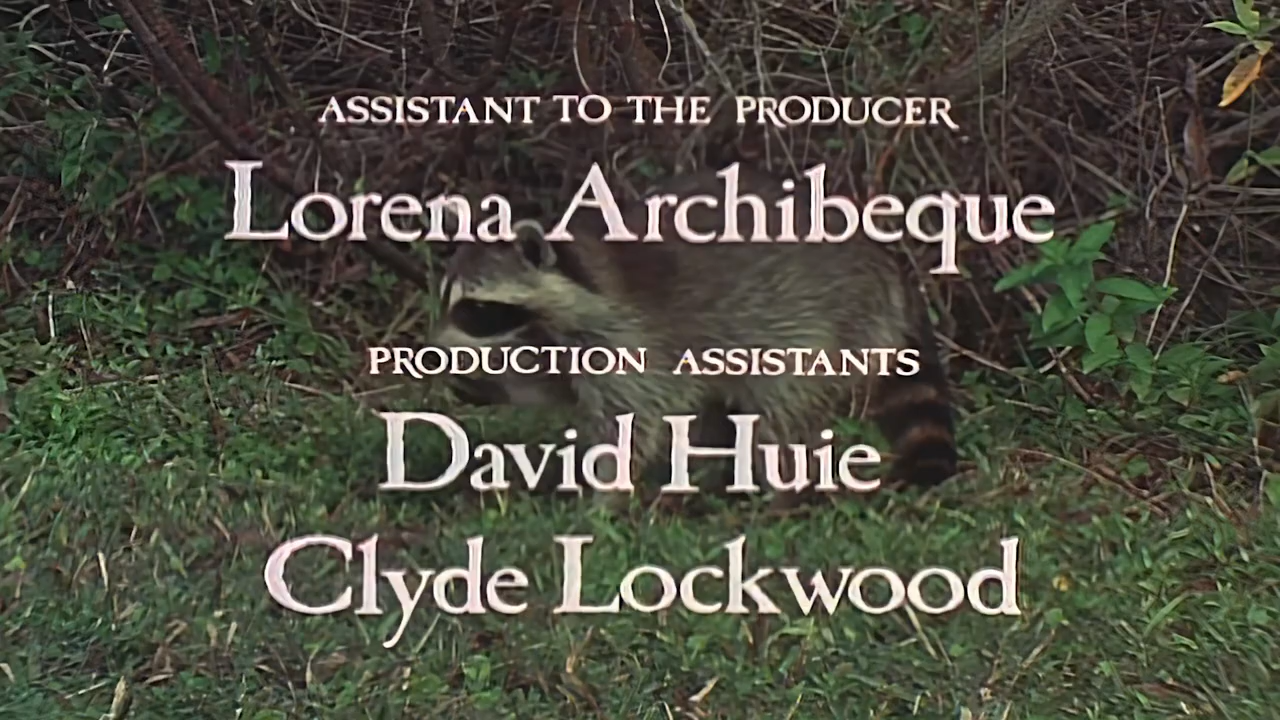 ASSISTANT TO THE PRODUCER
Lorena Archibeque
PRODUCTION ASSISTANTS
David Huie
Clyde Lockwood